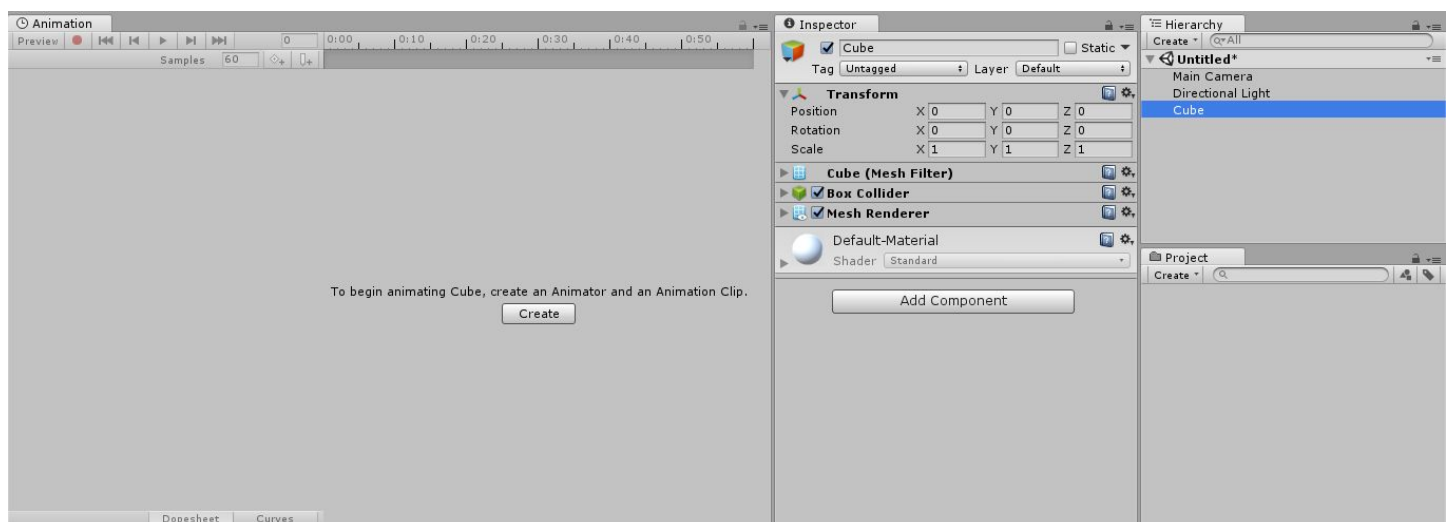 Animation
Preview 0 0:00 0:10 0:20 0:30 0:40 0:50
Samples 60
To begin animating Cube, create an Animator and an Animation Clip.
Create
Dopesheet Curves
Inspector
Cube Static
Tag Untagged Layer Default
Transform
Position X 0 Y 0 Z 0
Rotation X 0 Y 0 Z 0
Scale X 1 Y 1 Z 1
Cube (Mesh Filter)
Box Collider
Mesh Renderer
Default-Material
Shader Standard
Add Component
Hierarchy
Create All
Untitled*
Main Camera
Directional Light
Cube
Project
Create